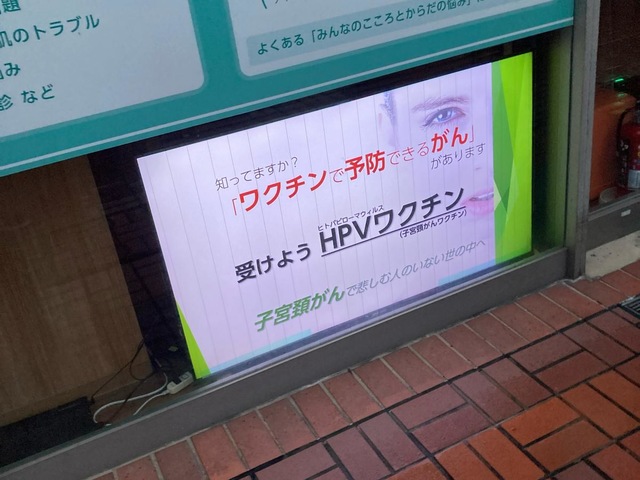 肌のトラブル
など
よくある「みんなのこころとからだの悩み」
知ってますか?
「ワクチンで予防できるがん」
があります
ヒトパピローマウィルス
受けよう HPVワクチン
(子宮頸がんワクチン)
子宮頸がんで悲しむ人のいない世の中へ